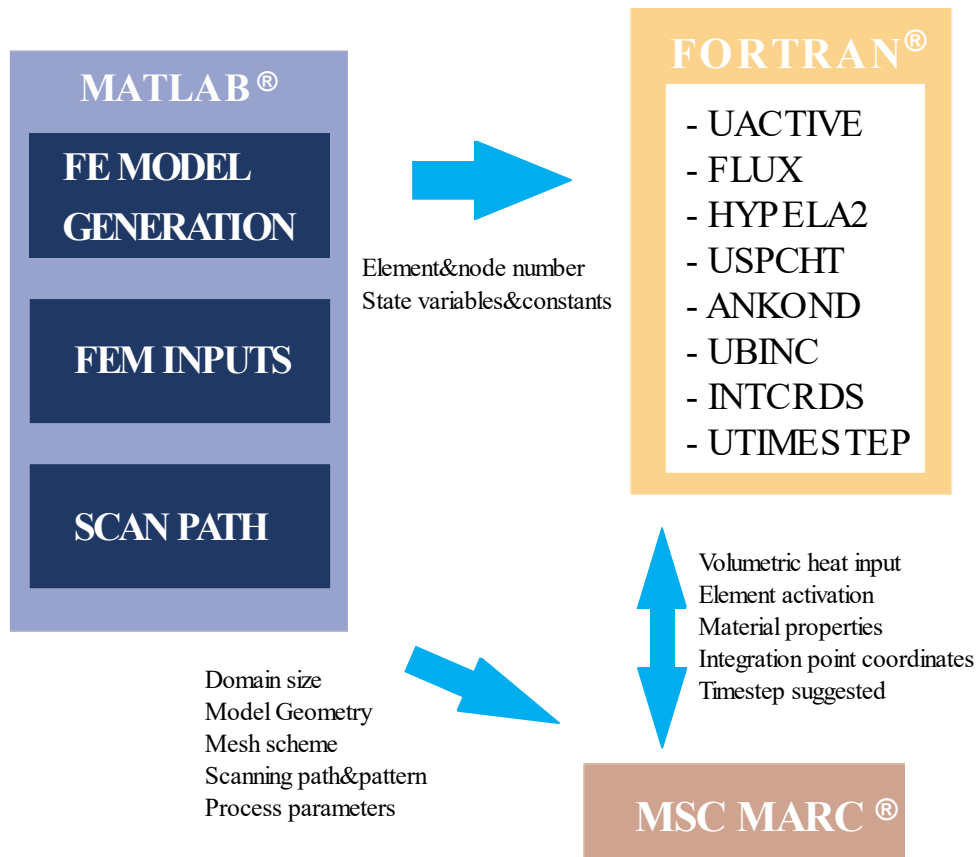 MATLAB ®
FE MODEL
GENERATION
FEM INPUTS
SCAN PATH
Element&node number
State variables&constants
FORTRAN®
- UACTIVE
- FLUX
- HYPELA2
- USPCHT
- ANKOND
- UBINC
- INTCRDS
- UTIMESTEP
Volumetric heat input
Element activation
Material properties
Integration point coordinates
Timestep suggested
Domain size
Model Geometry
Mesh scheme
Scanning path&pattern
Process parameters
MSC MARC ®